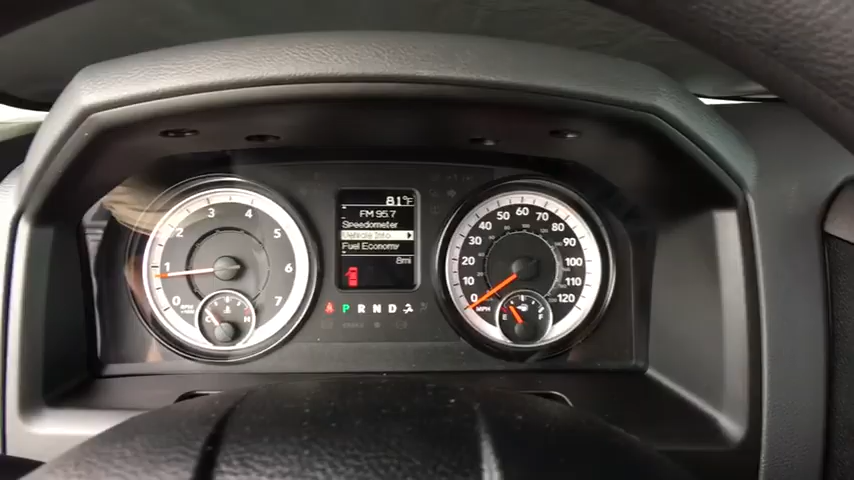 81°F
FM 95.7
Speedometer
Vehicle Info
Fuel Economy
8mi
P R N D
0 1 2 3 4 5 6 7
RPM
H
0 10 20 30 40 50 60 70 80 90 100 110 120
MPH
E F